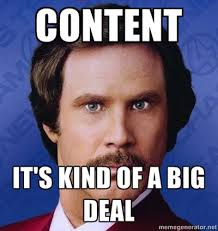 CONTENT
IT'S KIND OF A BIG
DEAL
memegenerator.net